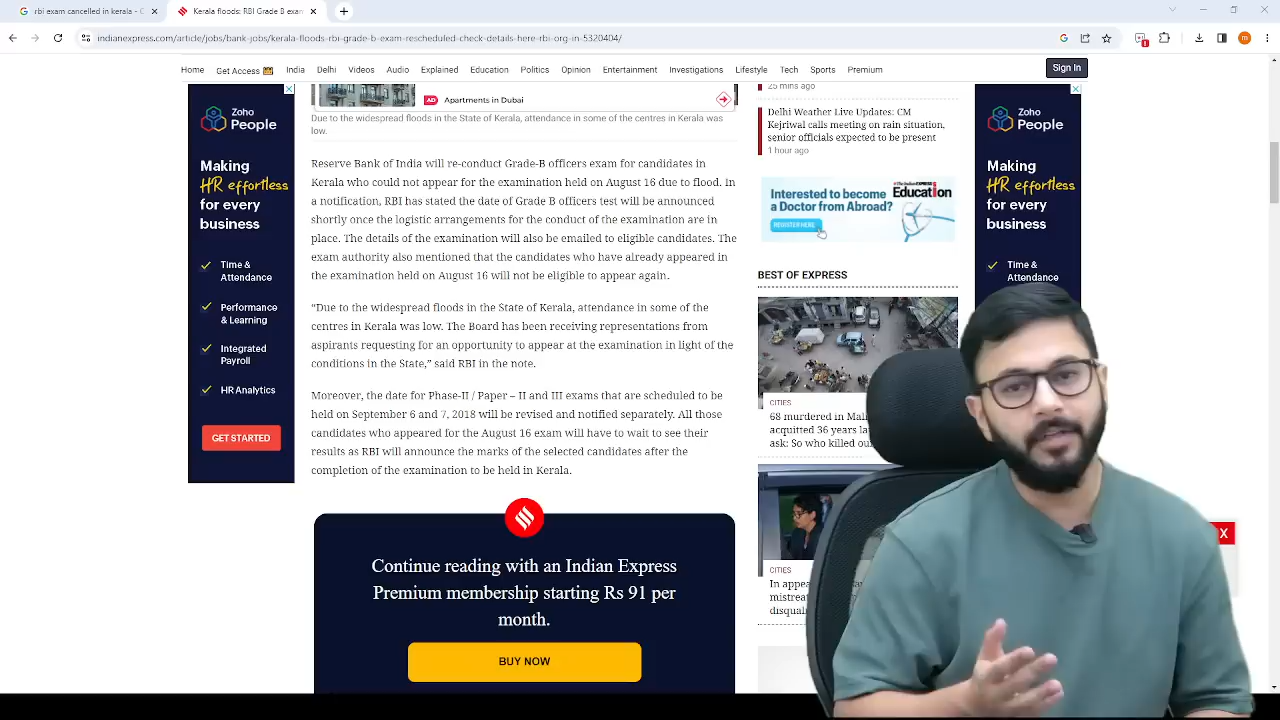 rbi exam cancelled in kerala - G
Kerala floods: RBI Grade B exam
indianexpress.com/article/jobs/bank-jobs/kerala-floods-rbi-grade-b-exam-rescheduled-check-details-here-rbi-org-in-5320404/
1
m
Home
Get Access
India
Delhi
Videos
Audio
Explained
Education
Politics
Opinion
Entertainment
Investigations
Lifestyle
Tech
Sports
Premium
Sign In
Zoho
People
Making
HR effortless
for every
business
Time &
Attendance
Performance
& Learning
Integrated
Payroll
HR Analytics
GET STARTED
AD
Apartments in Dubai
Due to the widespread floods in the State of Kerala, attendance in some of the centres in Kerala was
low.
Reserve Bank of India will re-conduct Grade-B officers exam for candidates in
Kerala who could not appear for the examination held on August 16 due to flood. In
a notification, RBI has stated the date of Grade B officers test will be announced
shortly once the logistic arrangements for the conduct of the examination are in
place. The details of the examination will also be emailed to eligible candidates. The
exam authority also mentioned that the candidates who have already appeared in
the examination held on August 16 will not be eligible to appear again.
“Due to the widespread floods in the State of Kerala, attendance in some of the
centres in Kerala was low. The Board has been receiving representations from
aspirants requesting for an opportunity to appear at the examination in light of the
conditions in the State,” said RBI in the note.
Moreover, the date for Phase-II / Paper – II and III exams that are scheduled to be
held on September 6 and 7, 2018 will be revised and notified separately. All those
candidates who appeared for the August 16 exam will have to wait to see their
results as RBI will announce the marks of the selected candidates after the
completion of the examination to be held in Kerala.
Continue reading with an Indian Express
Premium membership starting Rs 91 per
month.
BUY NOW
25 mins ago
Delhi Weather Live Updates: CM
Kejriwal calls meeting on rain situation,
senior officials expected to be present
1 hour ago
The Indian EXPRESS
Education
Interested to become
a Doctor from Abroad?
REGISTER HERE
BEST OF EXPRESS
CITIES
68 murdered in Mali
acquitted 36 years la
ask: So who killed ou
CITIES
In appea
mistreat
disquali
Zoho
People
Making
HR effortless
for every
business
Time &
Attendance
X